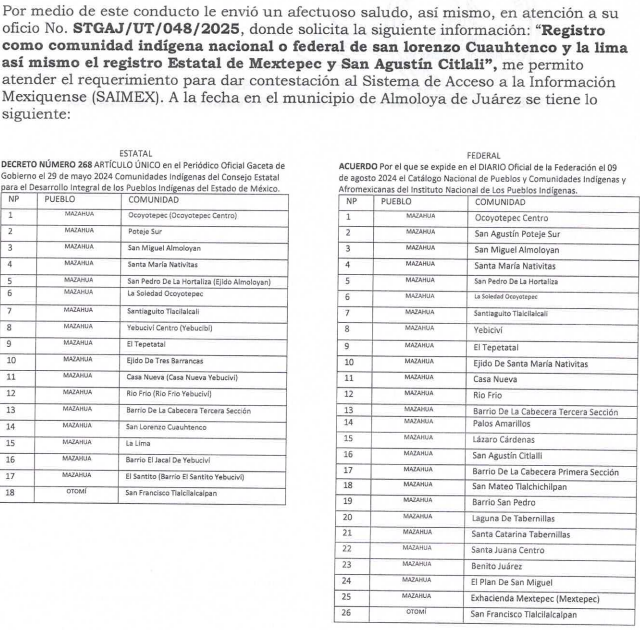 Por medio de este conducto le envió un afectuoso saludo, así mismo, en atención a su
oficio No. STGAJ/UT/048/2025, donde solicita la siguiente información: “Registro
como comunidad indígena nacional o federal de san lorenzo Cuauhtenco y la lima
así mismo el registro Estatal de Mextepec y San Agustín Citlali”, me permito
atender el requerimiento para dar contestación al Sistema de Acceso a la Información
Mexiquense (SAIMEX). A la fecha en el municipio de Almoloya de Juárez se tiene lo
siguiente:
ESTATAL
DECRETO NÚMERO 268 ARTÍCULO ÚNICO en el Periódico Oficial Gaceta de
Gobierno el 29 de mayo 2024 Comunidades Indígenas del Consejo Estatal
para el Desarrollo Integral de los Pueblos Indígenas del Estado de México.
NP PUEBLO COMUNIDAD
1 MAZAHUA Ocoyotepec (Ocoyotepec Centro)
2 MAZAHUA Poteje Sur
3 MAZAHUA San Miguel Almoloyan
4 MAZAHUA Santa María Nativitas
5 MAZAHUA San Pedro De La Hortaliza (Ejido Almoloyan)
6 MAZAHUA La Soledad Ocoyotepec
7 MAZAHUA Santiaguito Tlacilalcali
8 MAZAHUA Yebuciví Centro (Yebucibi)
9 MAZAHUA El Tepetatal
10 MAZAHUA Ejido De Tres Barrancas
11 MAZAHUA Casa Nueva (Casa Nueva Yebucivi)
12 MAZAHUA Rio Frio (Rio Frio Yebucivi)
13 MAZAHUA Barrio De La Cabecera Tercera Sección
14 MAZAHUA San Lorenzo Cuauhtenco
15 MAZAHUA La Lima
16 MAZAHUA Barrio El Jacal De Yebucivi
17 MAZAHUA El Santito (Barrio El Santito Yebucivi)
18 OTOMÍ San Francisco Tlalcilalcalpan
FEDERAL
ACUERDO Por el que se expide en el DIARIO Oficial de la Federación el 09
de agosto 2024 el Catálogo Nacional de Pueblos y Comunidades Indígenas y
Afromexicanas del Instituto Nacional de Los Pueblos Indígenas.
NP PUEBLO COMUNIDAD
1 MAZAHUA Ocoyotepec Centro
2 MAZAHUA San Agustín Poteje Sur
3 MAZAHUA San Miguel Almoloyan
4 MAZAHUA Santa María Nativitas
5 MAZAHUA San Pedro De La Hortaliza
6 MAZAHUA La Soledad Ocoyotepec
7 MAZAHUA Santiaguito Tlalcilalcali
8 MAZAHUA Yebiciví
9 MAZAHUA El Tepetatal
10 MAZAHUA Ejido De Santa María Nativitas
11 MAZAHUA Casa Nueva
12 MAZAHUA Rio Frio
13 MAZAHUA Barrio De La Cabecera Tercera Sección
14 MAZAHUA Palos Amarillos
15 MAZAHUA Lázaro Cárdenas
16 MAZAHUA San Agustín Citlalli
17 MAZAHUA Barrio De La Cabecera Primera Sección
18 MAZAHUA San Mateo Tlalchichilpan
19 MAZAHUA Barrio San Pedro
20 MAZAHUA Laguna De Tabernillas
21 MAZAHUA Santa Catarina Tabernillas
22 MAZAHUA Santa Juana Centro
23 MAZAHUA Benito Juárez
24 MAZAHUA El Plan De San Miguel
25 MAZAHUA Exhacienda Mextepec (Mextepec)
26 OTOMÍ San Francisco Tlalcilalcalpan